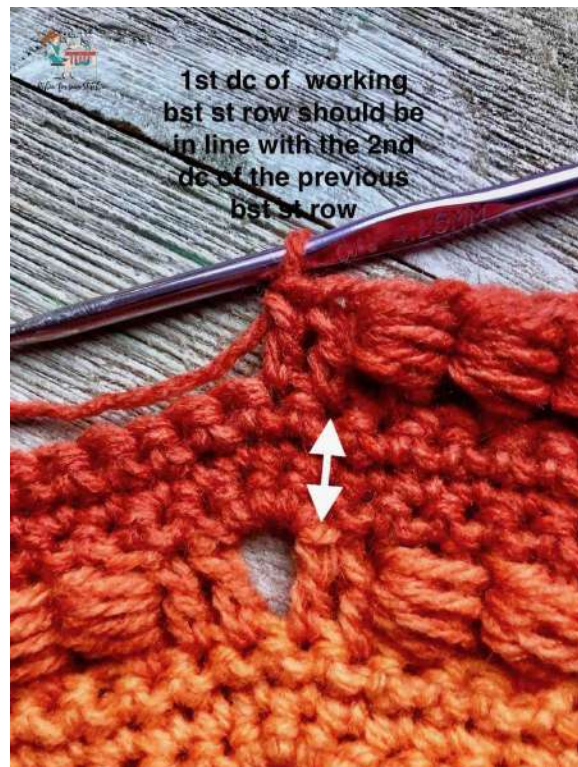 1st dc of working
bst st row should be
in line with the 2nd
dc of the previous
bst st row